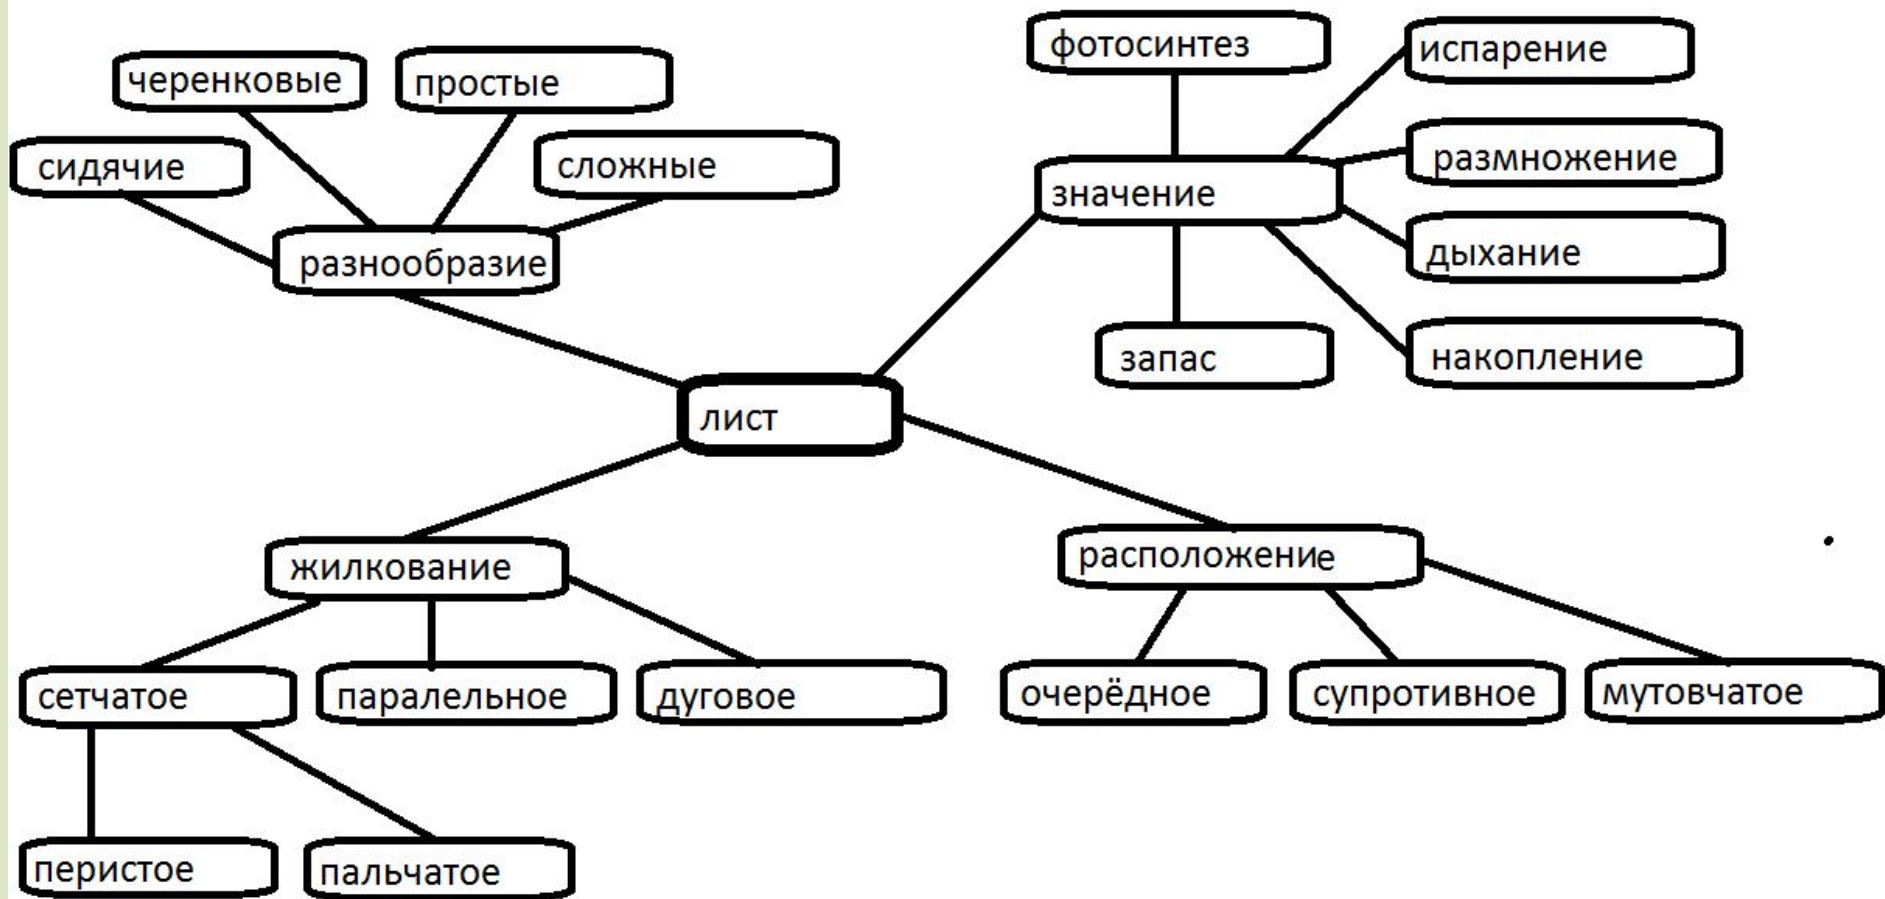 фотосинтез
испарение
черенковые
простые
размножение
сидячие
сложные
значение
разнообразие
дыхание
запас
накопление
лист
жилкование
расположение
сетчатое
паралельное
дуговое
очерёдное
супротивное
мутовчатое
перистое
пальчатое